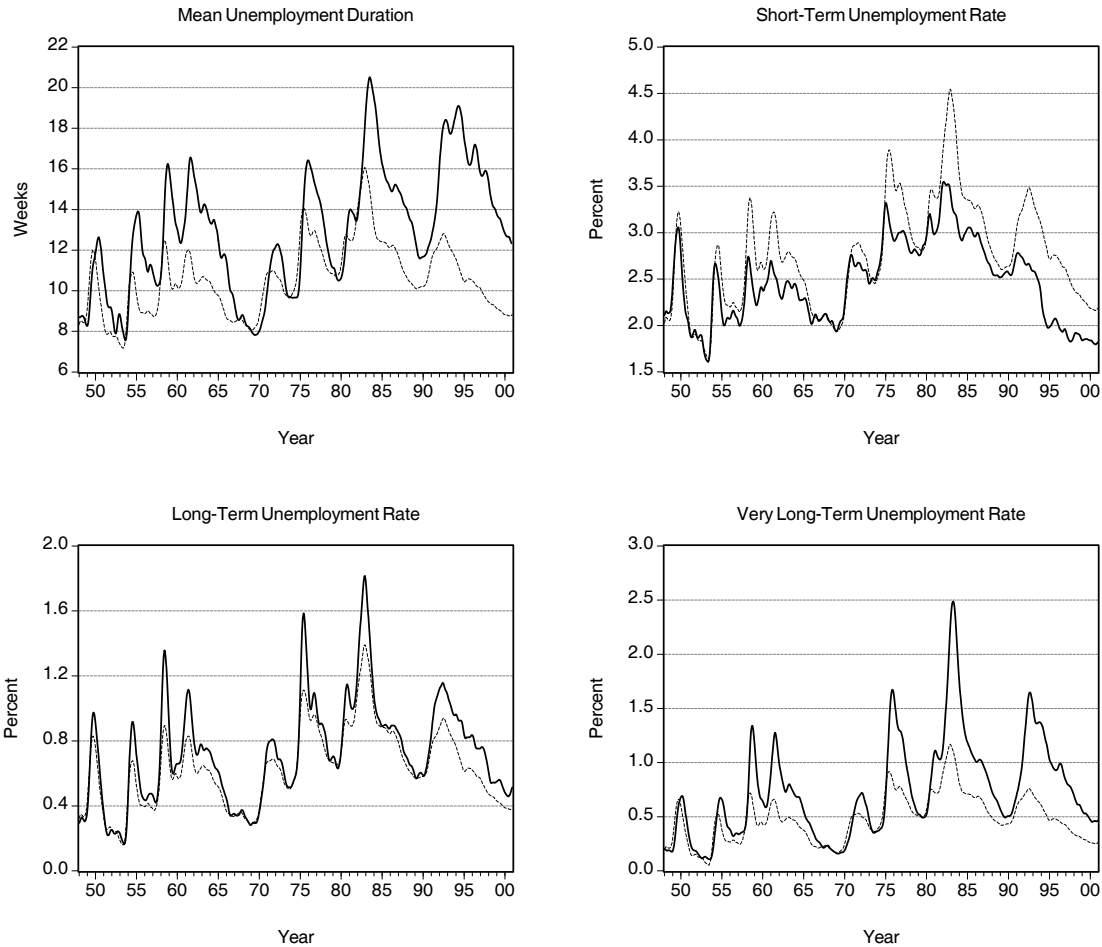 Mean Unemployment Duration
22
20
18
16
14
12
10
8
6
Weeks
50 55 60 65 70 75 80 85 90 95 00
Year
Short-Term Unemployment Rate
5.0
4.5
4.0
3.5
3.0
2.5
2.0
1.5
Percent
50 55 60 65 70 75 80 85 90 95 00
Year
Long-Term Unemployment Rate
2.0
1.6
1.2
0.8
0.4
0.0
Percent
50 55 60 65 70 75 80 85 90 95 00
Year
Very Long-Term Unemployment Rate
3.0
2.5
2.0
1.5
1.0
0.5
0.0
Percent
50 55 60 65 70 75 80 85 90 95 00
Year